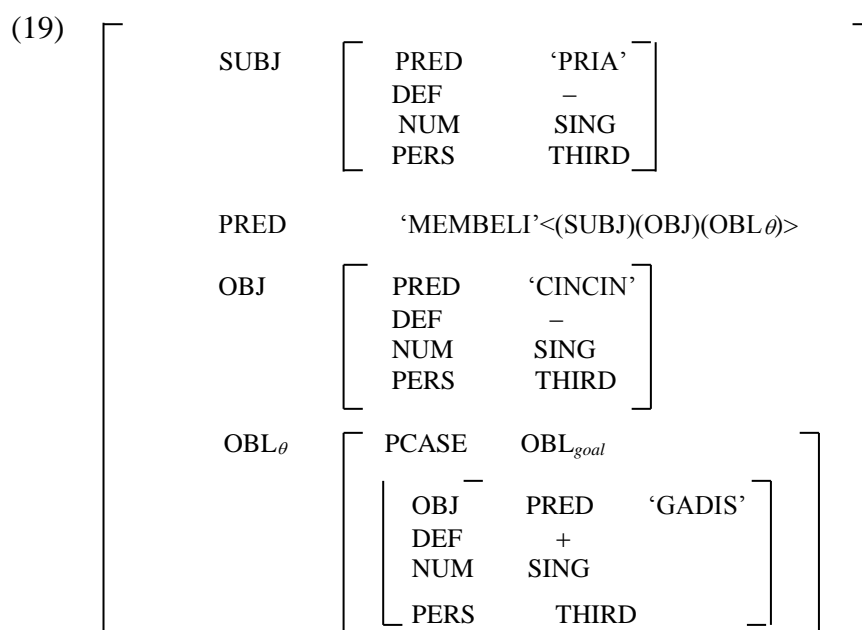 (19)
SUBJ PRED ‘PRIA’
DEF –
NUM SING
PERS THIRD
PRED ‘MEMBELI’<(SUBJ)(OBJ)(OBLθ)>
OBJ PRED ‘CINCIN’
DEF –
NUM SING
PERS THIRD
OBLθ PCASE OBLgoal
OBJ PRED ‘GADIS’
DEF +
NUM SING
PERS THIRD